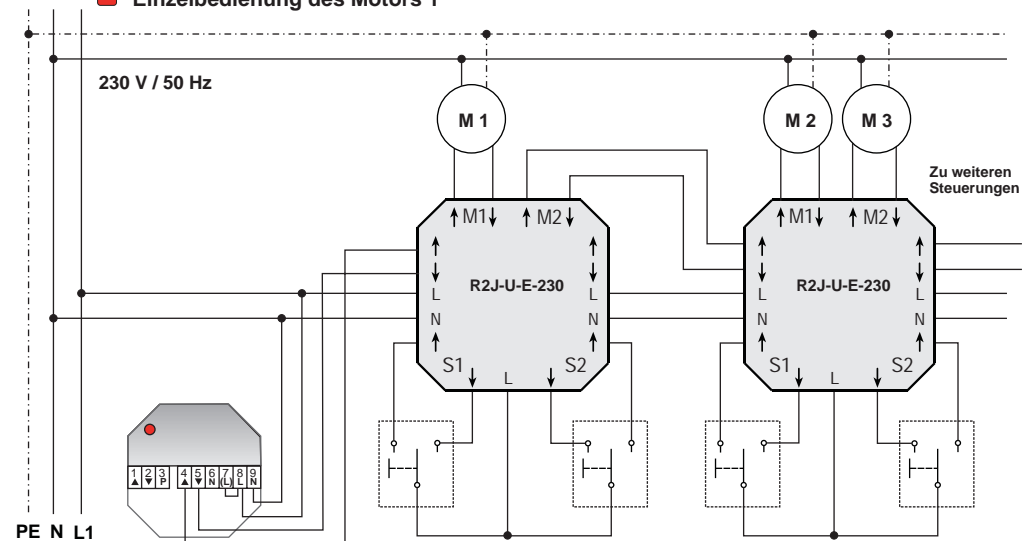 Einzelbedienung des Motors 1
230 V / 50 Hz
M 1
M 2
M 3
Zu weiteren
Steuerungen
M1
M2
R2J-U-E-230
L
L
N
N
S1
S2
L
M1
M2
R2J-U-E-230
L
L
N
N
S1
S2
L
1 2 3 4 5 6 7 8 9
P N (L) L N
PE N L1